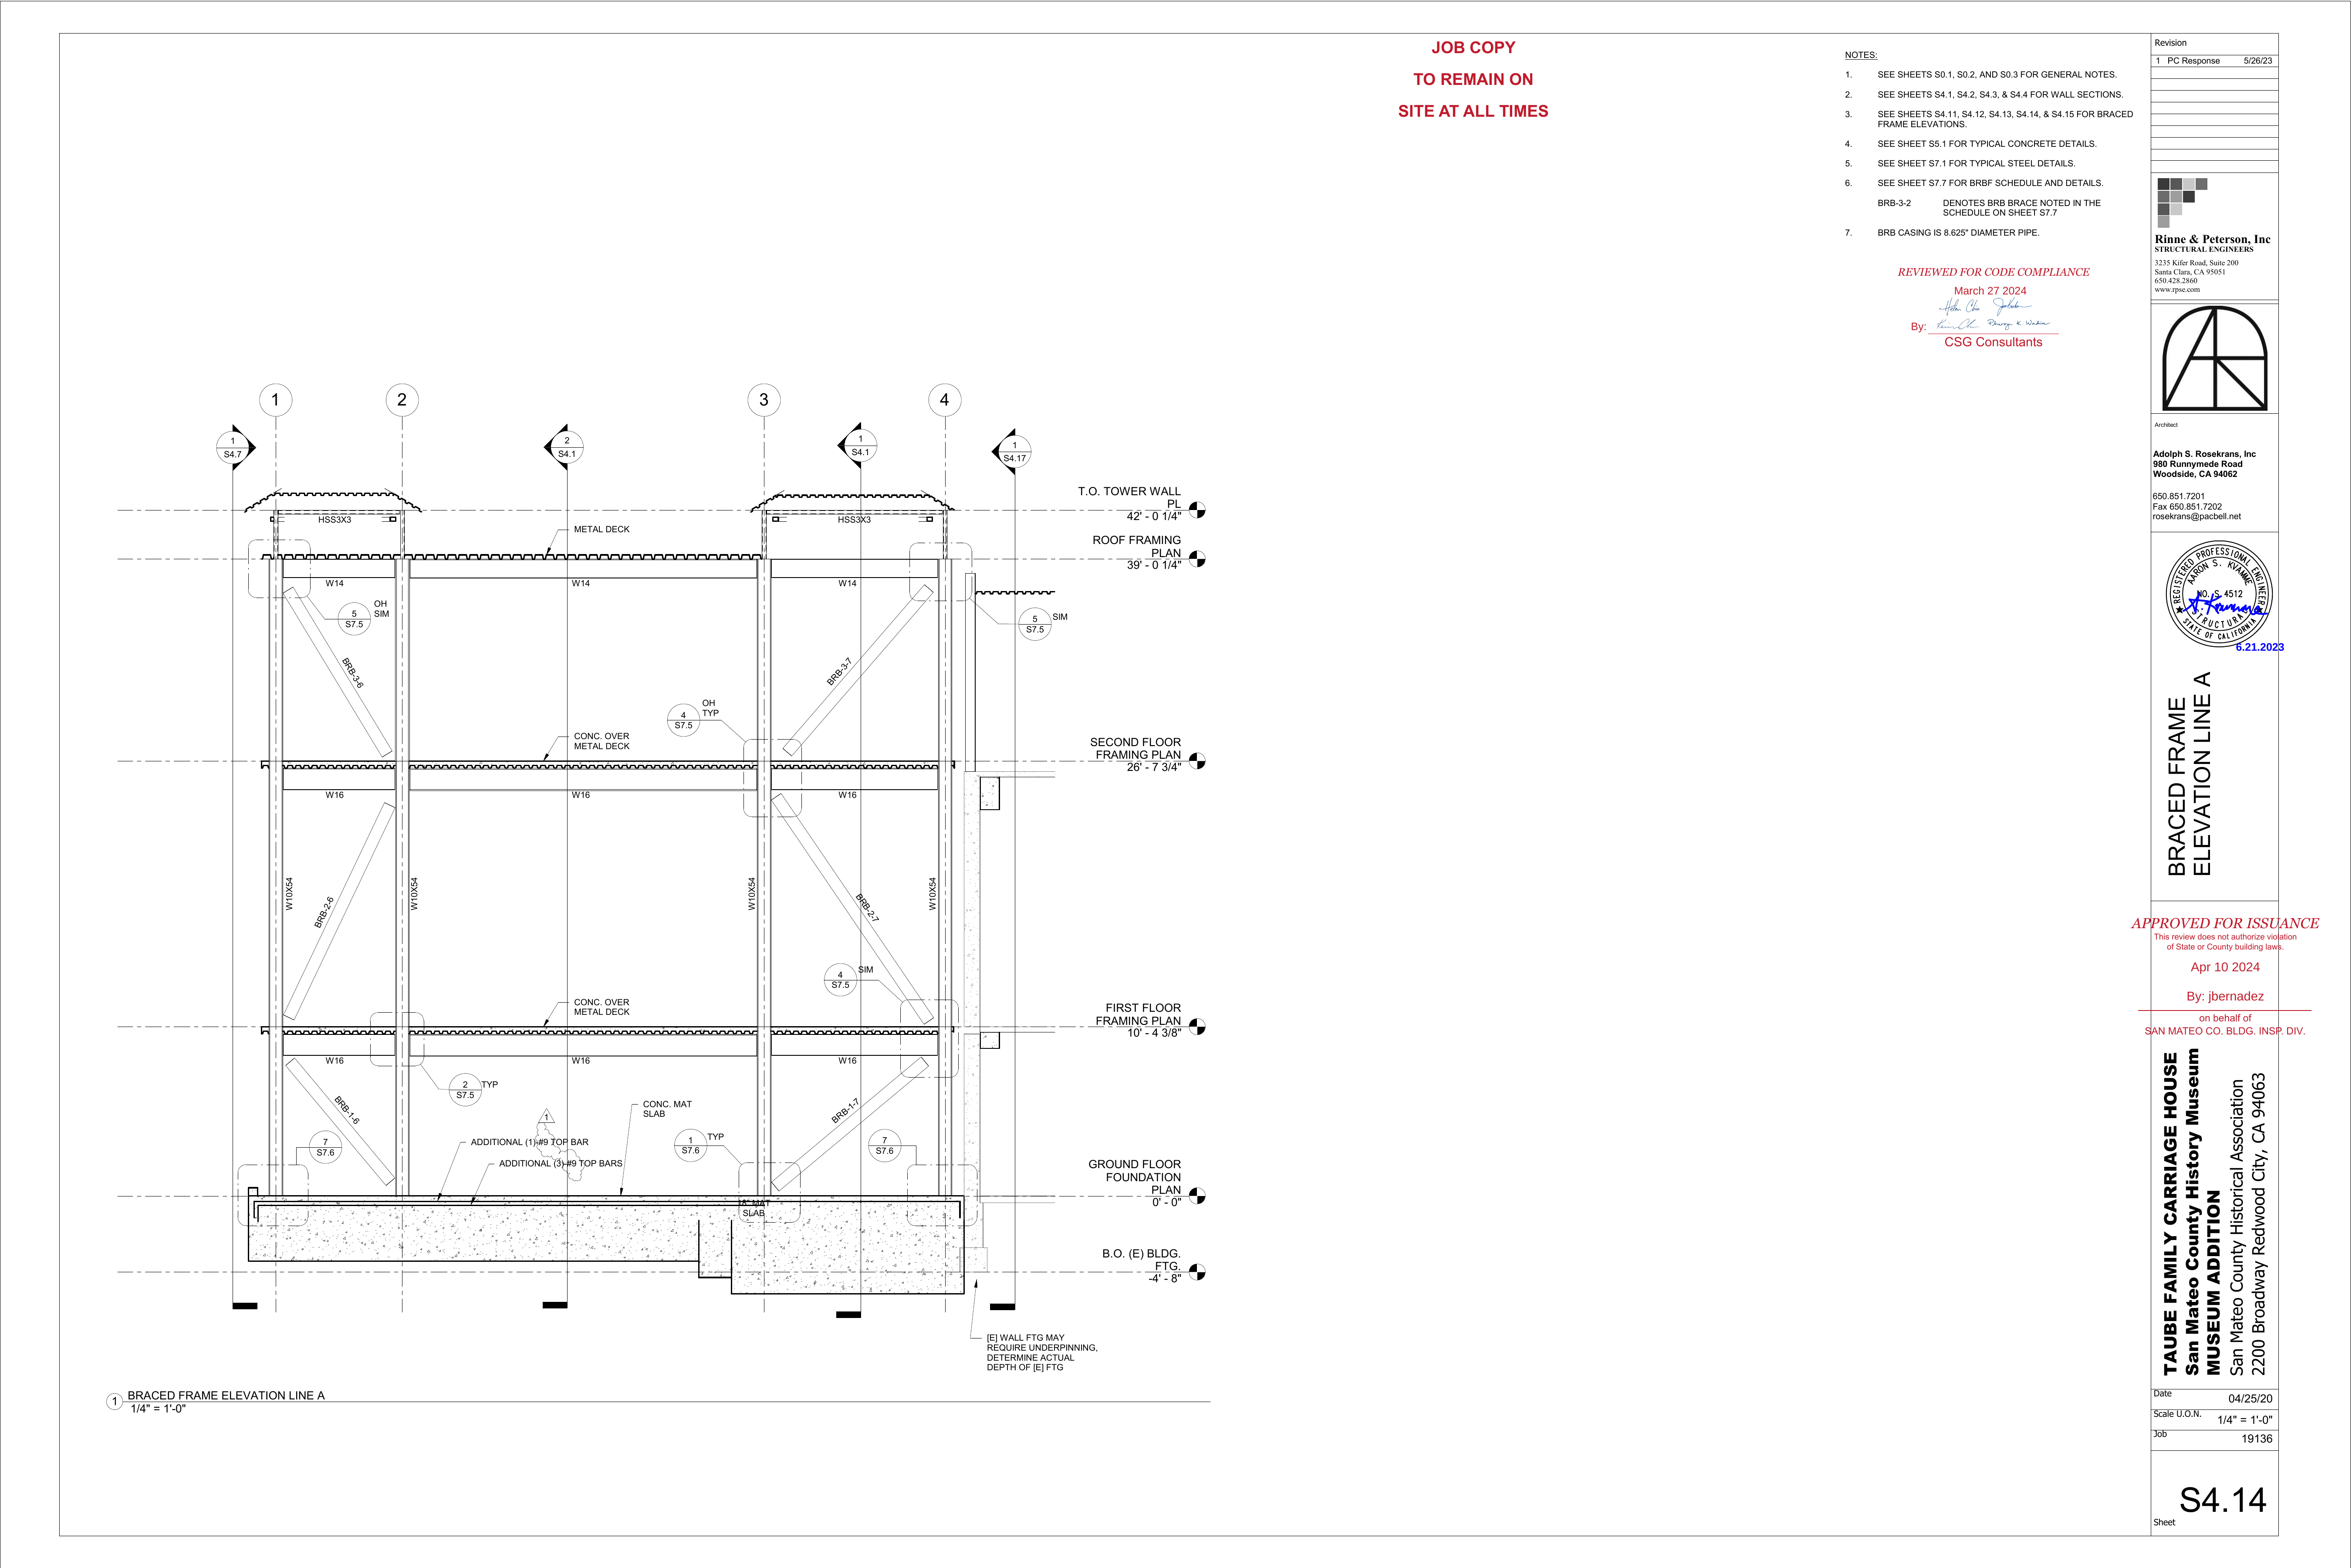 JOB COPY
TO REMAIN ON
SITE AT ALL TIMES
NOTES:
1. SEE SHEETS S0.1, S0.2, AND S0.3 FOR GENERAL NOTES.
2. SEE SHEETS S4.1, S4.2, S4.3, & S4.4 FOR WALL SECTIONS.
3. SEE SHEETS S4.11, S4.12, S4.13, S4.14, & S4.15 FOR BRACED
FRAME ELEVATIONS.
4. SEE SHEET S5.1 FOR TYPICAL CONCRETE DETAILS.
5. SEE SHEET S7.1 FOR TYPICAL STEEL DETAILS.
6. SEE SHEET S7.7 FOR BRBF SCHEDULE AND DETAILS.
BRB-3-2 DENOTES BRB BRACE NOTED IN THE
SCHEDULE ON SHEET S7.7
7. BRB CASING IS 8.625" DIAMETER PIPE.
REVIEWED FOR CODE COMPLIANCE
March 27 2024
By:
CSG Consultants
1
2
3
4
1
S4.7
2
S4.1
1
S4.1
1
S4.17
T.O. TOWER WALL
PL
42' - 0 1/4"
HSS3X3
HSS3X3
METAL DECK
ROOF FRAMING
PLAN
39' - 0 1/4"
W14
W14
W14
5
S7.5
OH
SIM
5
S7.5
SIM
BRB-3-6
BRB-3-7
4
S7.5
OH
TYP
CONC. OVER
METAL DECK
SECOND FLOOR
FRAMING PLAN
26' - 7 3/4"
W16
W16
W16
W10X54
W10X54
W10X54
W10X54
BRB-2-6
BRB-2-7
4
S7.5
SIM
CONC. OVER
METAL DECK
FIRST FLOOR
FRAMING PLAN
10' - 4 3/8"
W16
W16
W16
2
S7.5
TYP
BRB-1-6
BRB-1-7
CONC. MAT
SLAB
1
7
S7.6
ADDITIONAL (1)-#9 TOP BAR
ADDITIONAL (3)-#9 TOP BARS
1
S7.6
TYP
7
S7.6
GROUND FLOOR
FOUNDATION
PLAN
0' - 0"
MAT
SLAB
B.O. (E) BLDG.
FTG.
-4' - 8"
[E] WALL FTG MAY
REQUIRE UNDERPINNING,
DETERMINE ACTUAL
DEPTH OF [E] FTG
1
BRACED FRAME ELEVATION LINE A
1/4" = 1'-0"
Revision
1 PC Response 5/26/23
Rinne & Peterson, Inc
STRUCTURAL ENGINEERS
3235 Kifer Road, Suite 200
Santa Clara, CA 95051
650.428.2860
www.rpse.com
Architect
Adolph S. Rosekrans, Inc
980 Runnymede Road
Woodside, CA 94062
650.851.7201
Fax 650.851.7202
rosekrans@pacbell.net
REGISTERED PROFESSIONAL ENGINEER
AARON S. KVAMME
NO. S 4512
STRUCTURAL
STATE OF CALIFORNIA
6.21.2023
BRACED FRAME
ELEVATION LINE A
APPROVED FOR ISSUANCE
This review does not authorize violation
of State or County building laws.
Apr 10 2024
By: jbernadez
on behalf of
SAN MATEO CO. BLDG. INSP. DIV.
TAUBE FAMILY CARRIAGE HOUSE
San Mateo County History Museum
MUSEUM ADDITION
San Mateo County Historical Association
2200 Broadway Redwood City, CA 94063
Date 04/25/20
Scale U.O.N. 1/4" = 1'-0"
Job 19136
S4.14
Sheet